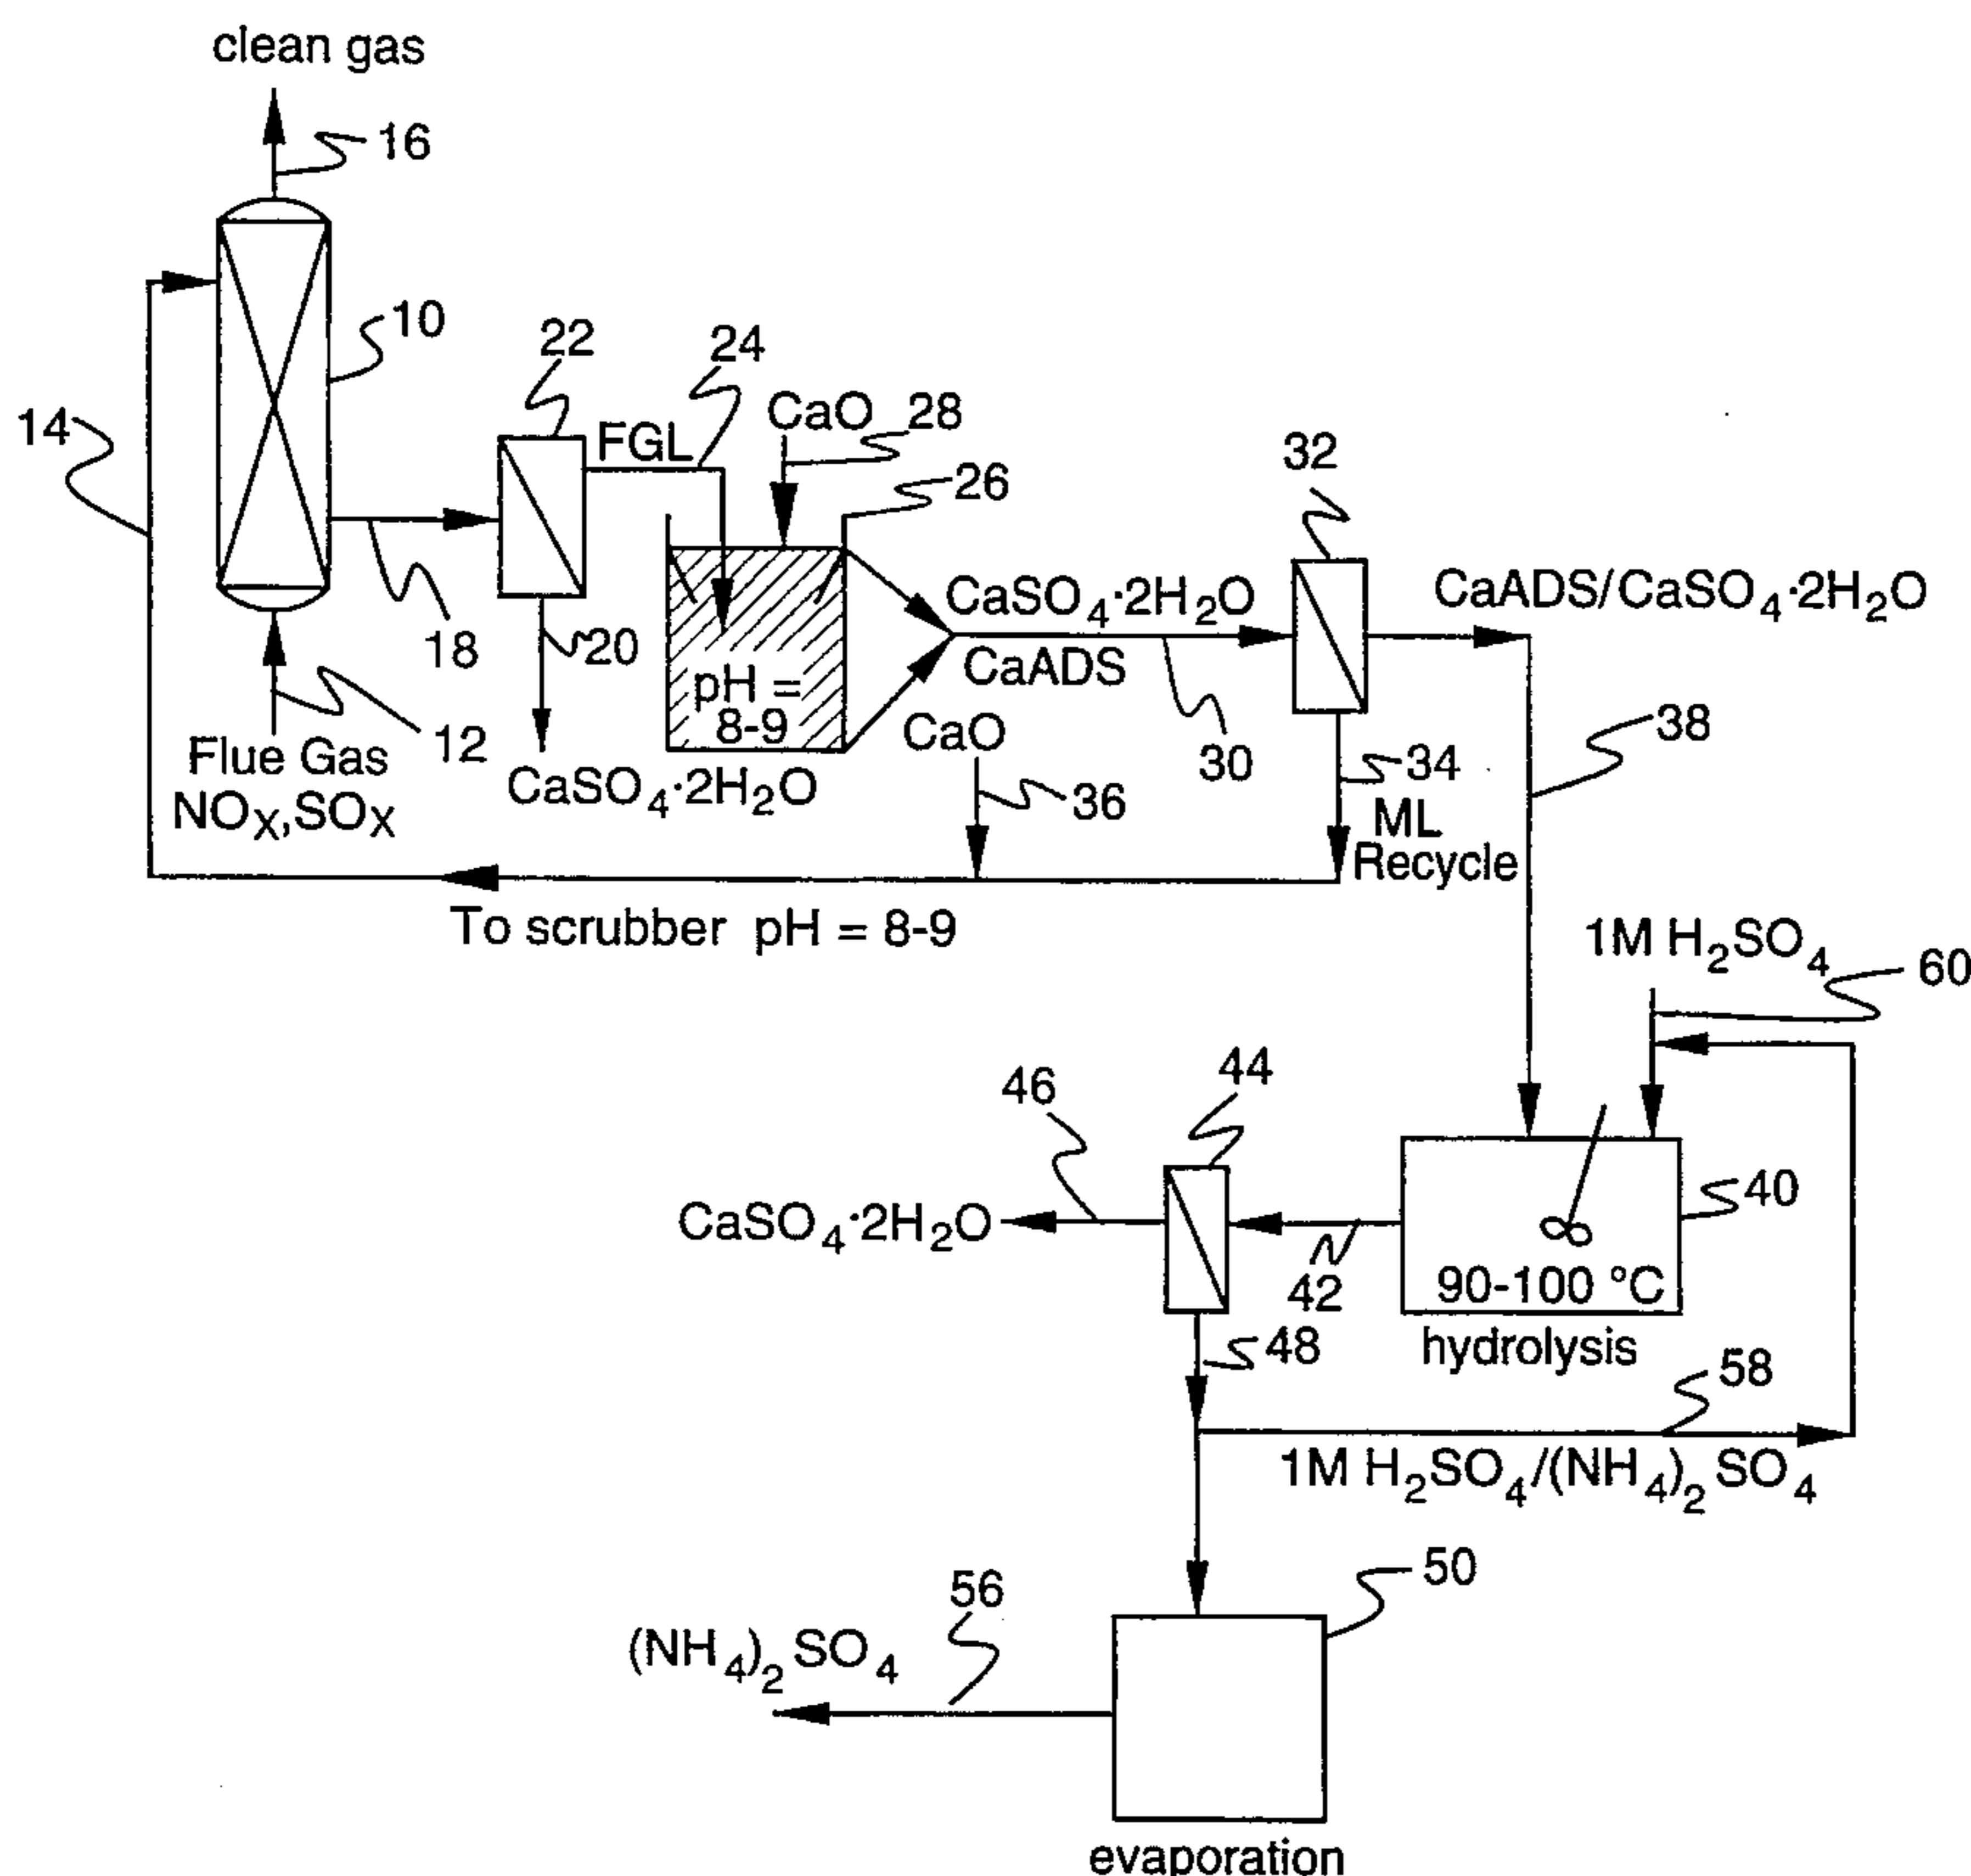 clean gas
16
10
14
22
24
FGL
CaO
28
26
32
18
20
CaSO₄·2H₂O
CaADS
CaADS/CaSO₄·2H₂O
pH =
8-9
12
Flue Gas
NOX,SOX
CaSO₄·2H₂O
CaO
36
30
34
38
ML
Recycle
To scrubber pH = 8-9
1M H₂SO₄
60
46
44
40
CaSO₄·2H₂O
42
90-100 °C
hydrolysis
48
58
1M H₂SO₄/(NH₄)₂ SO₄
50
56
(NH₄)₂ SO₄
evaporation